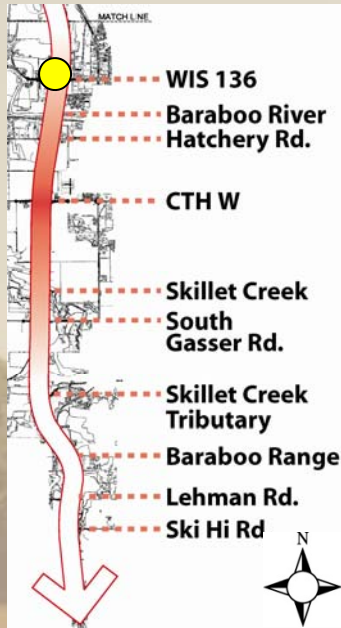 MATCH LINE
WIS 136
Baraboo River
Hatchery Rd.
CTH W
Skillet Creek
South
Gasser Rd.
Skillet Creek
Tributary
Baraboo Range
Lehman Rd.
Ski Hi Rd
N